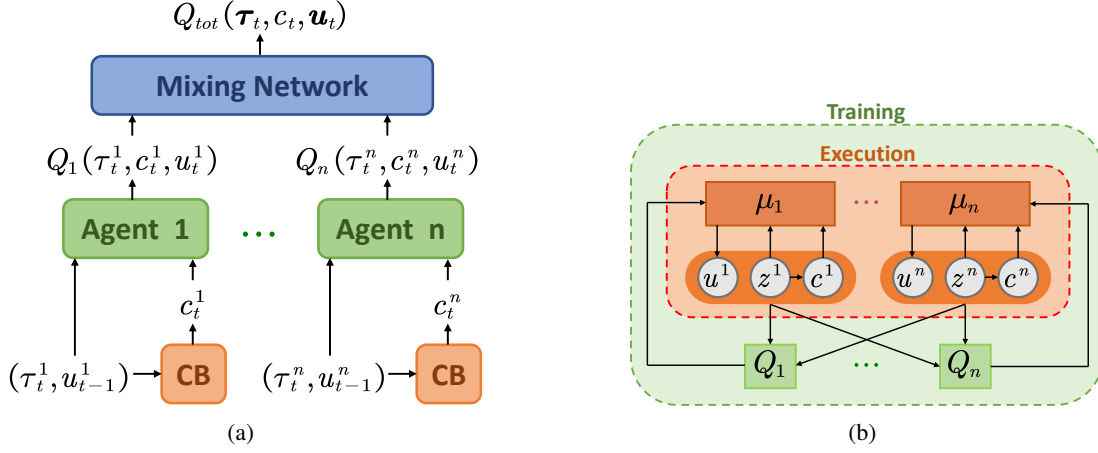 Q_{tot}(τ_t, c_t, u_t)
Mixing Network
Q_1(τ_t^1, c_t^1, u_t^1) Q_n(τ_t^n, c_t^n, u_t^n)
Agent 1 ... Agent n
c_t^1 c_t^n
(τ_t^1, u_{t-1}^1) CB (τ_t^n, u_{t-1}^n) CB
(a)
Training
Execution
μ_1 ... μ_n
u^1 z^1 c^1 u^n z^n c^n
Q_1 ... Q_n
(b)